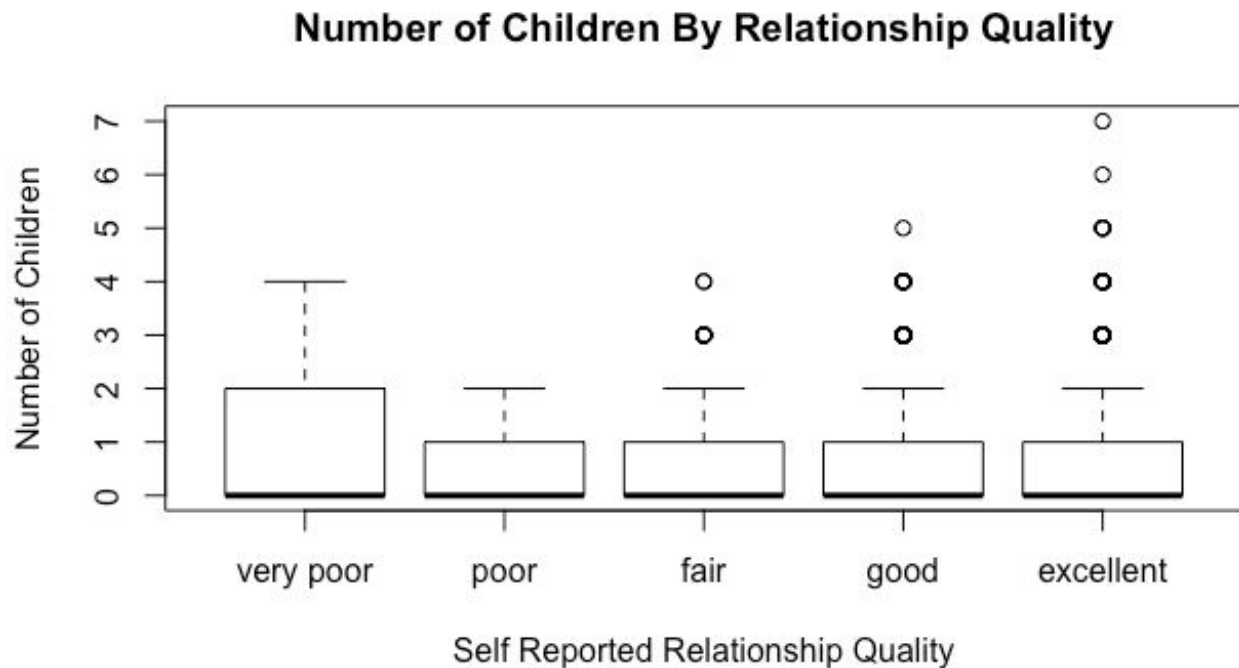 Number of Children By Relationship Quality
Number of Children
7
6
5
4
3
2
1
0
very poor poor fair good excellent
Self Reported Relationship Quality